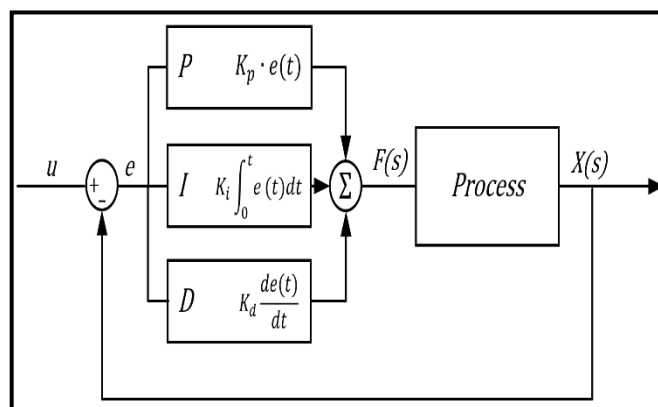 P K_p · e(t)
u e
+
−
I K_i ∫_0^t e(t)dt
Σ
F(s)
Process
X(s)
D K_d de(t)/dt